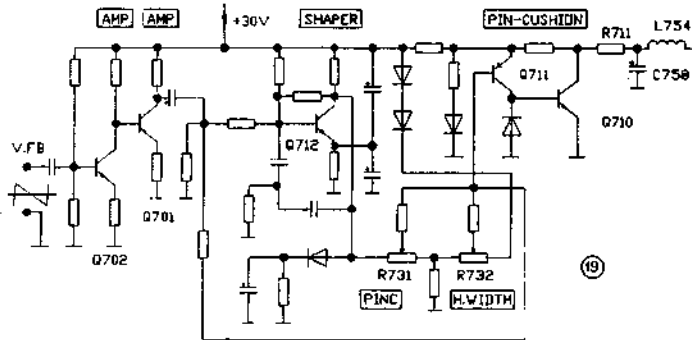 AMP AMP SHAPER PIN-CUSHION
+30V
L754
R711
C758
Q711
Q710
Q712
V.FB
Q701
Q702
R731 R732
PINC H.WIDTH
19